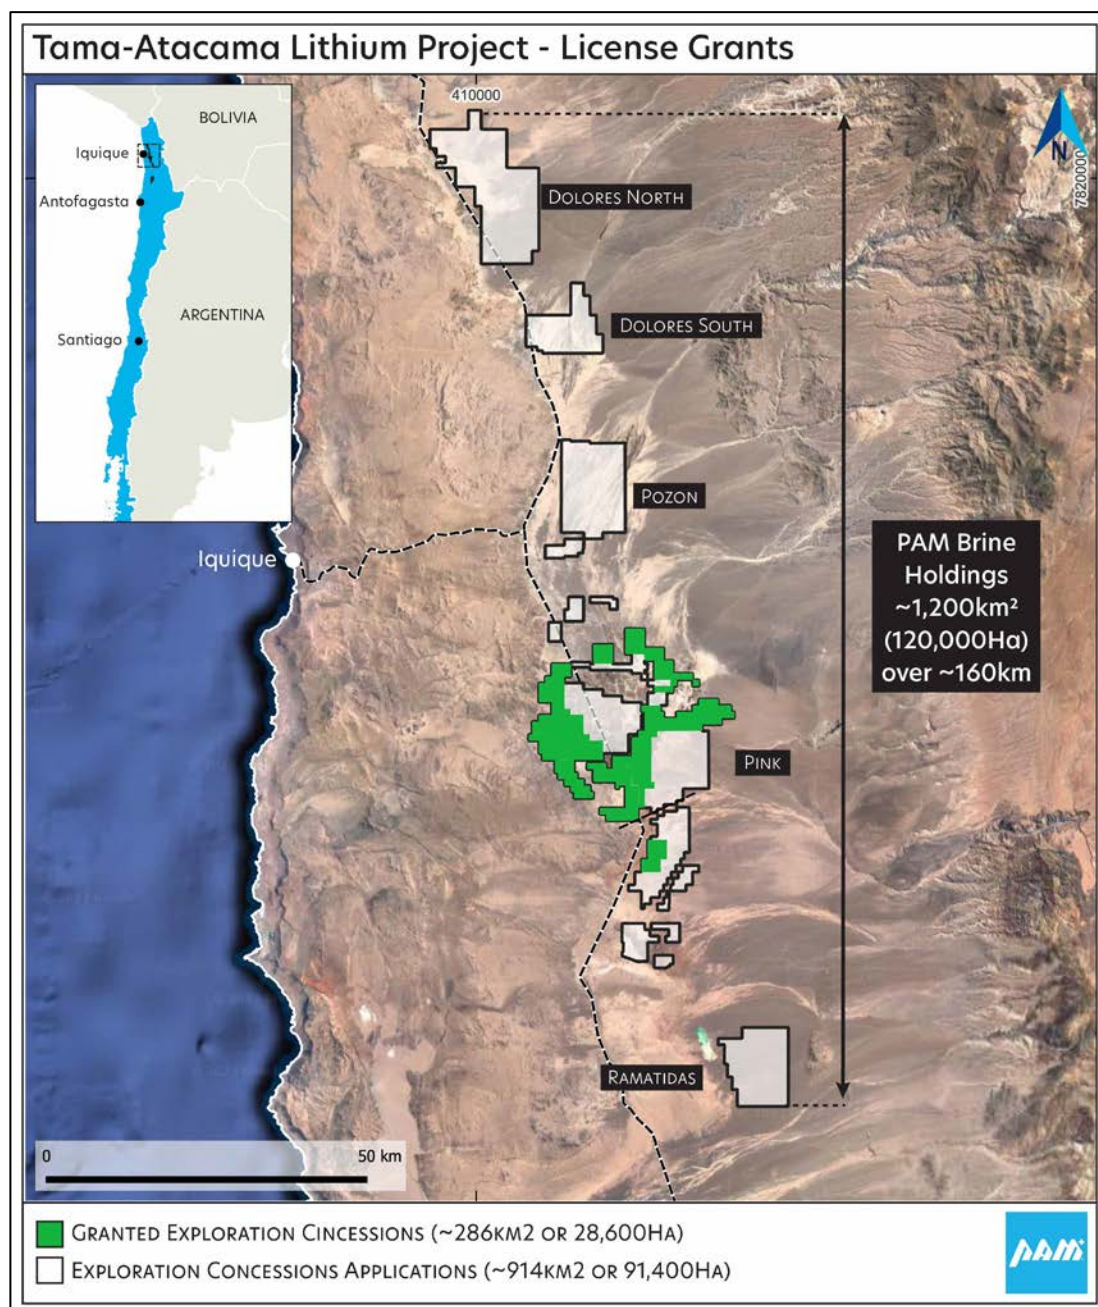 Tama-Atacama Lithium Project - License Grants
410000
7820000
N
BOLIVIA
Iquique
Antofagasta
ARGENTINA
Santiago
DOLORES NORTH
DOLORES SOUTH
POZON
Iquique
PAM Brine
Holdings
~1,200km²
(120,000Ha)
over ~160km
PINK
RAMATIDAS
0
50 km
GRANTED EXPLORATION CINCESSIONS (~286KM2 OR 28,600HA)
EXPLORATION CONCESSIONS APPLICATIONS (~914KM2 OR 91,400HA)
PAM